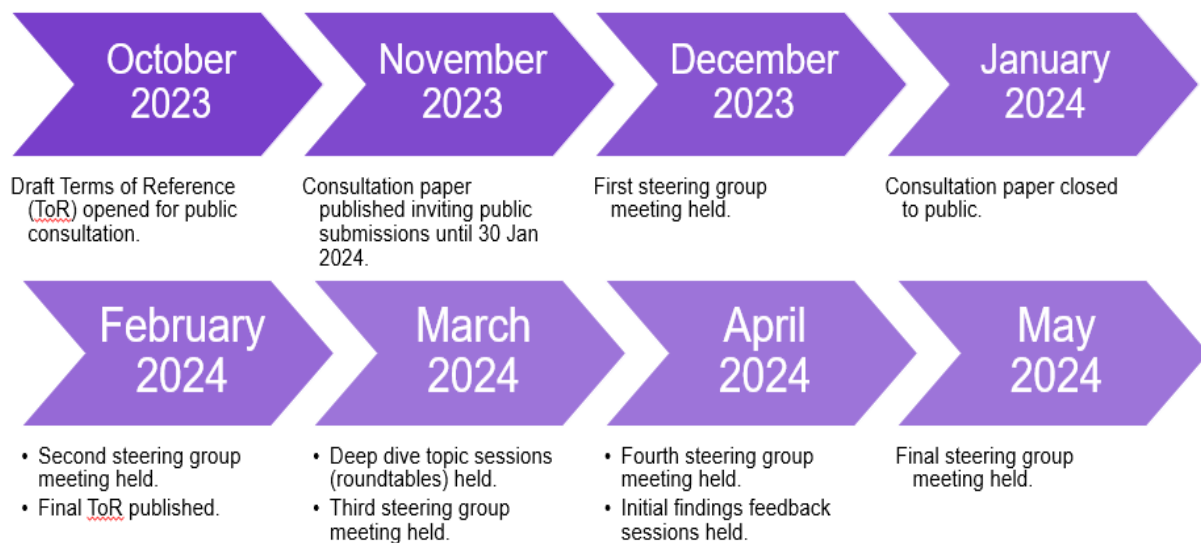 October
2023
November
2023
December
2023
January
2024
Draft Terms of Reference
(ToR) opened for public
consultation.
Consultation paper
published inviting public
submissions until 30 Jan
2024.
First steering group
meeting held.
Consultation paper closed
to public.
February
2024
March
2024
April
2024
May
2024
• Second steering group
meeting held.
• Final ToR published.
• Deep dive topic sessions
(roundtables) held.
• Third steering group
meeting held.
• Fourth steering group
meeting held.
• Initial findings feedback
sessions held.
Final steering group
meeting held.